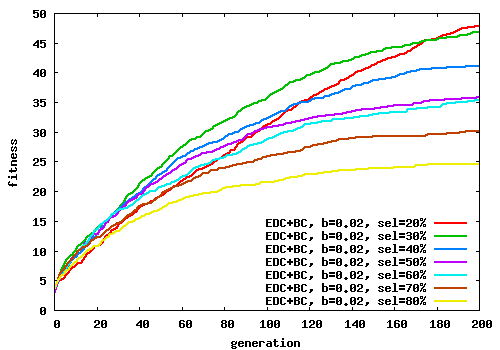 50
45
40
35
30
25
20
15
10
5
0
fitness
EDC+BC, b=0.02, sel=20%
EDC+BC, b=0.02, sel=30%
EDC+BC, b=0.02, sel=40%
EDC+BC, b=0.02, sel=50%
EDC+BC, b=0.02, sel=60%
EDC+BC, b=0.02, sel=70%
EDC+BC, b=0.02, sel=80%
0 20 40 60 80 100 120 140 160 180 200
generation